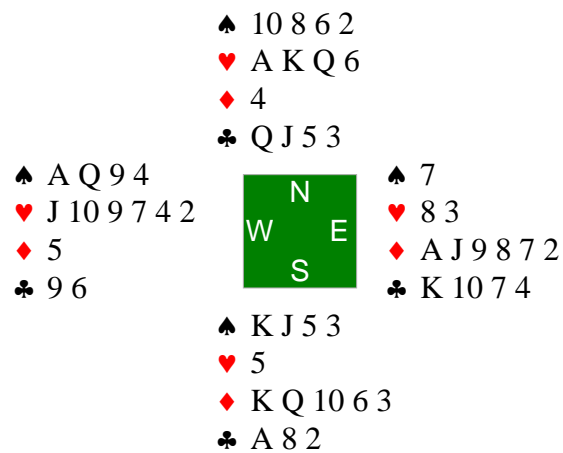 ♠ 10 8 6 2
♥ A K Q 6
♦ 4
♣ Q J 5 3
♠ A Q 9 4
♥ J 10 9 7 4 2
♦ 5
♣ 9 6
N
W E
S
♠ 7
♥ 8 3
♦ A J 9 8 7 2
♣ K 10 7 4
♠ K J 5 3
♥ 5
♦ K Q 10 6 3
♣ A 8 2